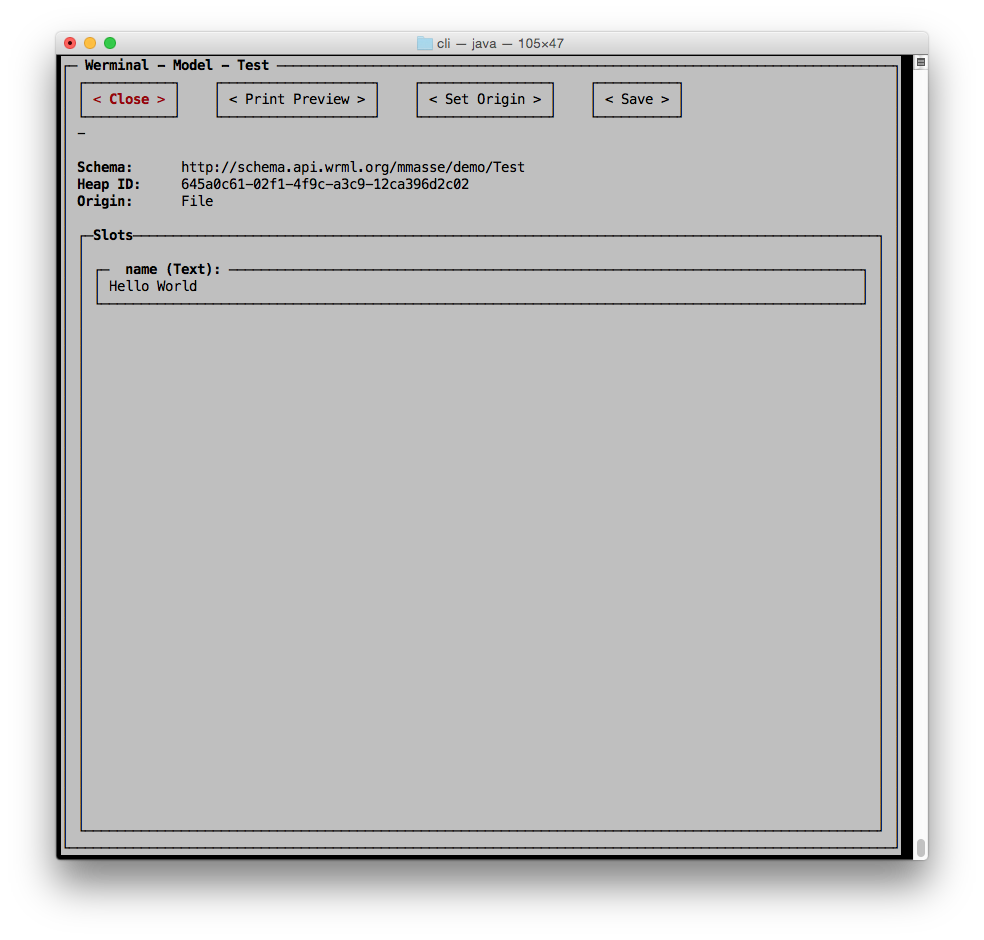 cli — java — 105×47
Werminal - Model - Test
< Close > < Print Preview > < Set Origin > < Save >
Schema: http://schema.api.wrml.org/mmasse/demo/Test
Heap ID: 645a0c61-02f1-4f9c-a3c9-12ca396d2c02
Origin: File
Slots
name (Text):
Hello World